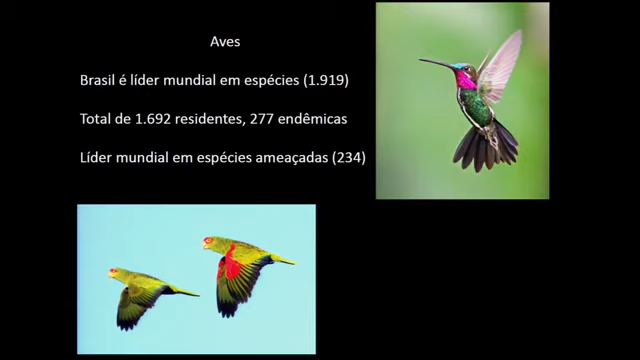 Aves
Brasil é líder mundial em espécies (1.919)
Total de 1.692 residentes, 277 endêmicas
Líder mundial em espécies ameaçadas (234)